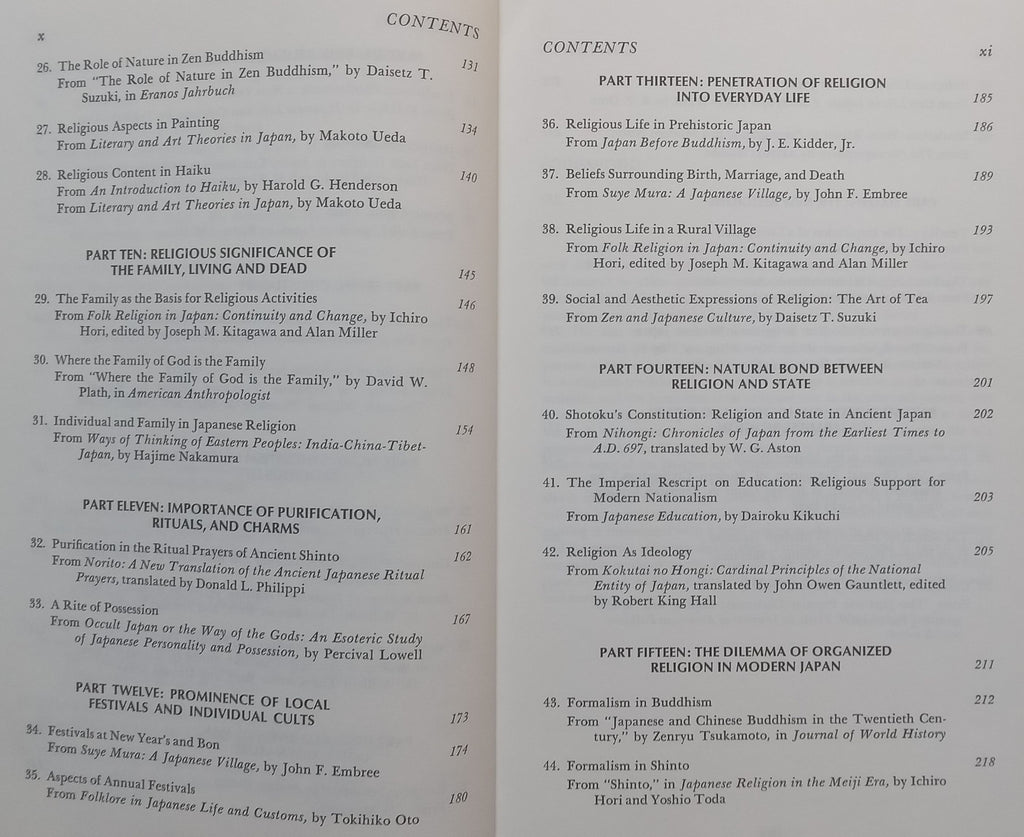 x
CONTENTS
26. The Role of Nature in Zen Buddhism 131
From "The Role of Nature in Zen Buddhism," by Daisetz T.
Suzuki, in Eranos Jahrbuch
27. Religious Aspects in Painting 134
From Literary and Art Theories in Japan, by Makoto Ueda
28. Religious Content in Haiku 140
From An Introduction to Haiku, by Harold G. Henderson
From Literary and Art Theories in Japan, by Makoto Ueda
PART TEN: RELIGIOUS SIGNIFICANCE OF
THE FAMILY, LIVING AND DEAD 145
29. The Family as the Basis for Religious Activities 146
From Folk Religion in Japan: Continuity and Change, by Ichiro
Hori, edited by Joseph M. Kitagawa and Alan Miller
30. Where the Family of God is the Family 148
From "Where the Family of God is the Family," by David W.
Plath, in American Anthropologist
31. Individual and Family in Japanese Religion 154
From Ways of Thinking of Eastern Peoples: India-China-Tibet-
Japan, by Hajime Nakamura
PART ELEVEN: IMPORTANCE OF PURIFICATION,
RITUALS, AND CHARMS 161
32. Purification in the Ritual Prayers of Ancient Shinto 162
From Norito: A New Translation of the Ancient Japanese Ritual
Prayers, translated by Donald L. Philippi
33. A Rite of Possession 167
From Occult Japan or the Way of the Gods: An Esoteric Study
of Japanese Personality and Possession, by Percival Lowell
PART TWELVE: PROMINENCE OF LOCAL
FESTIVALS AND INDIVIDUAL CULTS 173
34. Festivals at New Year's and Bon 174
From Suye Mura: A Japanese Village, by John F. Embree
35. Aspects of Annual Festivals 180
From Folklore in Japanese Life and Customs, by Tokihiko Oto
CONTENTS xi
PART THIRTEEN: PENETRATION OF RELIGION
INTO EVERYDAY LIFE 185
36. Religious Life in Prehistoric Japan 186
From Japan Before Buddhism, by J. E. Kidder, Jr.
37. Beliefs Surrounding Birth, Marriage, and Death 189
From Suye Mura: A Japanese Village, by John F. Embree
38. Religious Life in a Rural Village 193
From Folk Religion in Japan: Continuity and Change, by Ichiro
Hori, edited by Joseph M. Kitagawa and Alan Miller
39. Social and Aesthetic Expressions of Religion: The Art of Tea 197
From Zen and Japanese Culture, by Daisetz T. Suzuki
PART FOURTEEN: NATURAL BOND BETWEEN
RELIGION AND STATE 201
40. Shotoku's Constitution: Religion and State in Ancient Japan 202
From Nihongi: Chronicles of Japan from the Earliest Times to
A.D. 697, translated by W. G. Aston
41. The Imperial Rescript on Education: Religious Support for
Modern Nationalism 203
From Japanese Education, by Dairoku Kikuchi
42. Religion As Ideology 205
From Kokutai no Hongi: Cardinal Principles of the National
Entity of Japan, translated by John Owen Gauntlett, edited
by Robert King Hall
PART FIFTEEN: THE DILEMMA OF ORGANIZED
RELIGION IN MODERN JAPAN 211
43. Formalism in Buddhism 212
From "Japanese and Chinese Buddhism in the Twentieth Cen-
tury," by Zenryu Tsukamoto, in Journal of World History
44. Formalism in Shinto 218
From "Shinto," in Japanese Religion in the Meiji Era, by Ichiro
Hori and Yoshio Toda